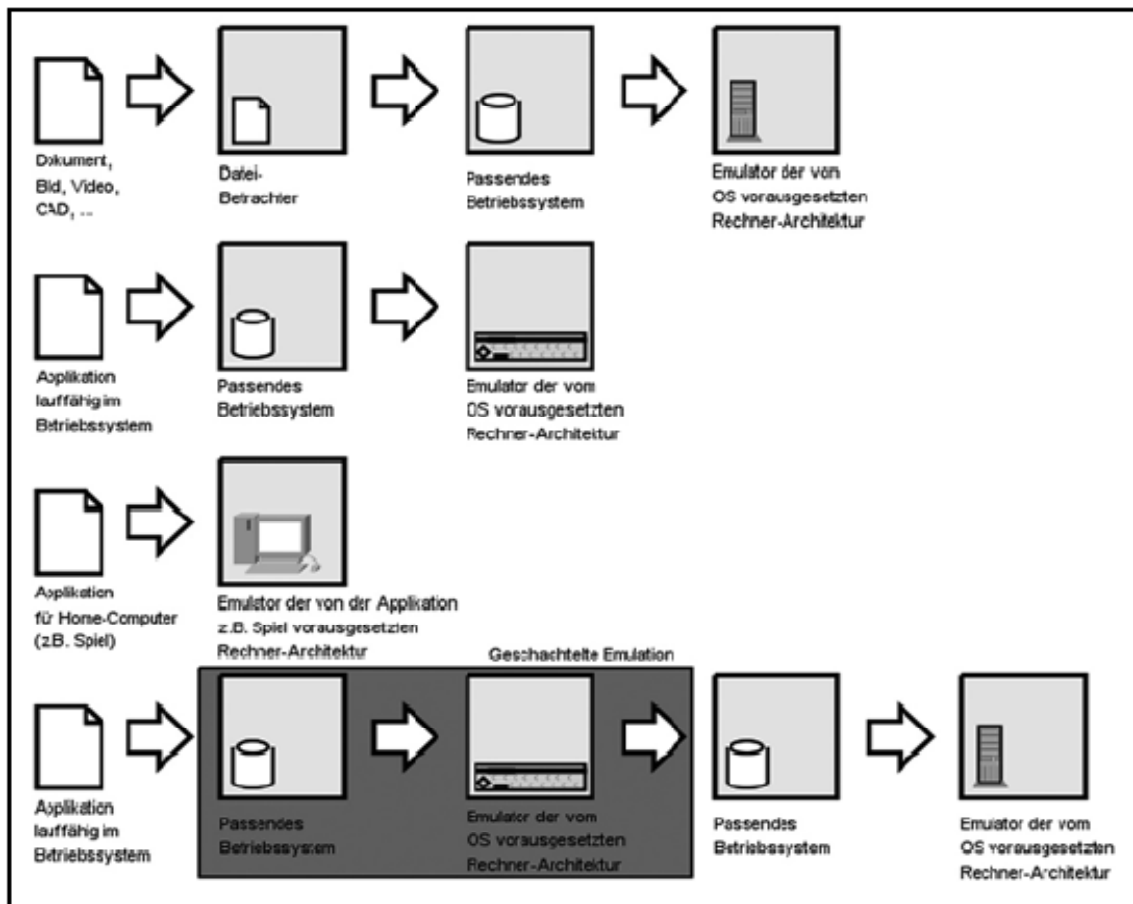 Dokument,
Bild, Video,
CAD, ...
Datei-
Betrachter
Passendes
Betriebssystem
Emulator der von
OS vorausgesetzten
Rechner-Architektur
Applikation
lauffähig im
Betriebssystem
Passendes
Betriebssystem
Emulator der vom
OS vorausgesetzten
Rechner-Architektur
Applikation
für Home-Computer
(z.B. Spiel)
Emulator der von der Applikation
z.B. Spiel vorausgesetzten
Rechner-Architektur
Geschachtelte Emulation
Applikation
lauffähig im
Betriebssystem
Passendes
Betriebssystem
Emulator der vom
OS vorausgesetzten
Rechner-Architektur
Passendes
Betriebssystem
Emulator der vom
OS vorausgesetzten
Rechner-Architektur